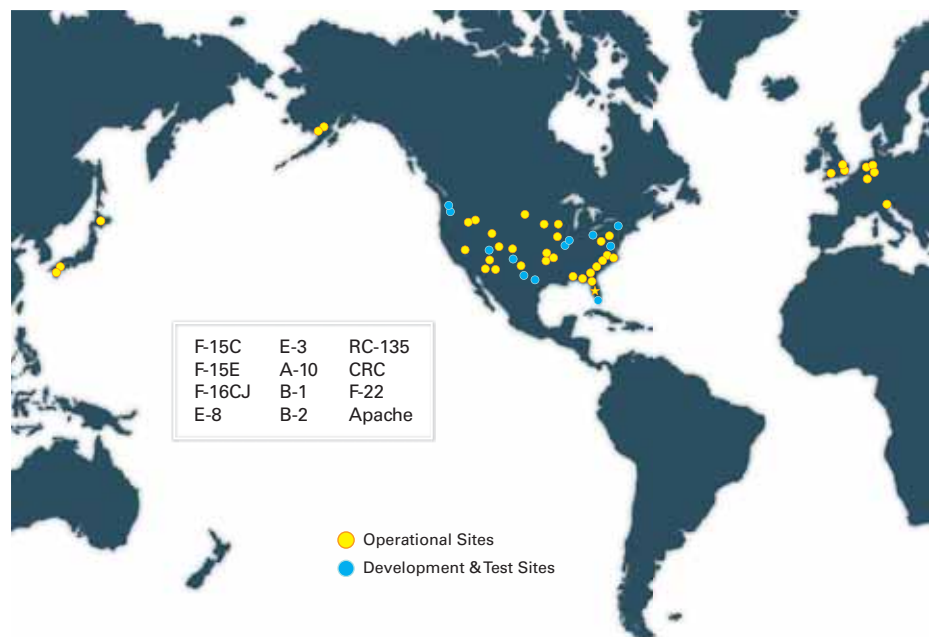 F-15C E-3 RC-135
F-15E A-10 CRC
F-16CJ B-1 F-22
E-8 B-2 Apache
Operational Sites
Development & Test Sites